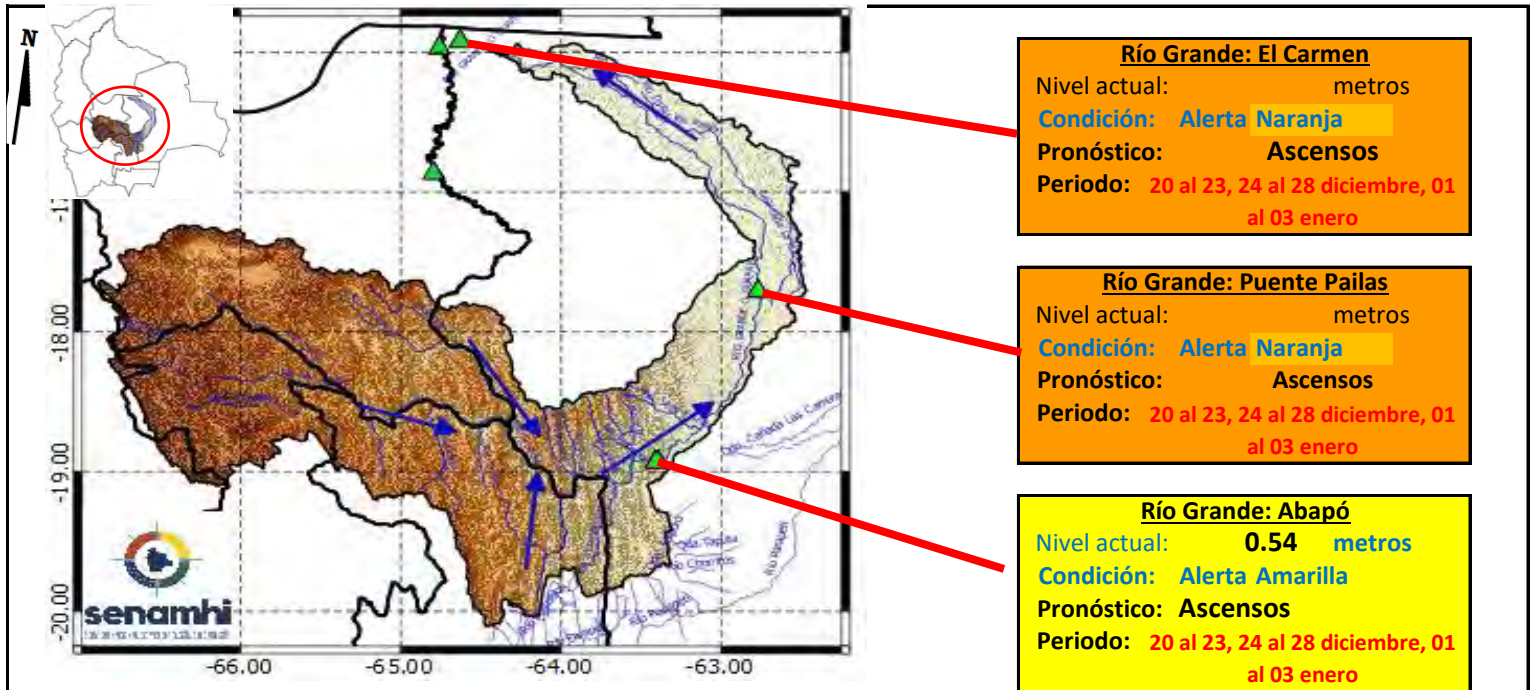 N
Río Grande: El Carmen
Nivel actual: metros
Condición: Alerta Naranja
Pronóstico: Ascensos
Periodo: 20 al 23, 24 al 28 diciembre, 01
al 03 enero
Río Grande: Puente Pailas
Nivel actual: metros
Condición: Alerta Naranja
Pronóstico: Ascensos
Periodo: 20 al 23, 24 al 28 diciembre, 01
al 03 enero
Río Grande: Abapó
Nivel actual: 0.54 metros
Condición: Alerta Amarilla
Pronóstico: Ascensos
Periodo: 20 al 23, 24 al 28 diciembre, 01
al 03 enero
-18.00
-19.00
-20.00
-66.00 -65.00 -64.00 -63.00
Qda. Cañada Las
senamhi